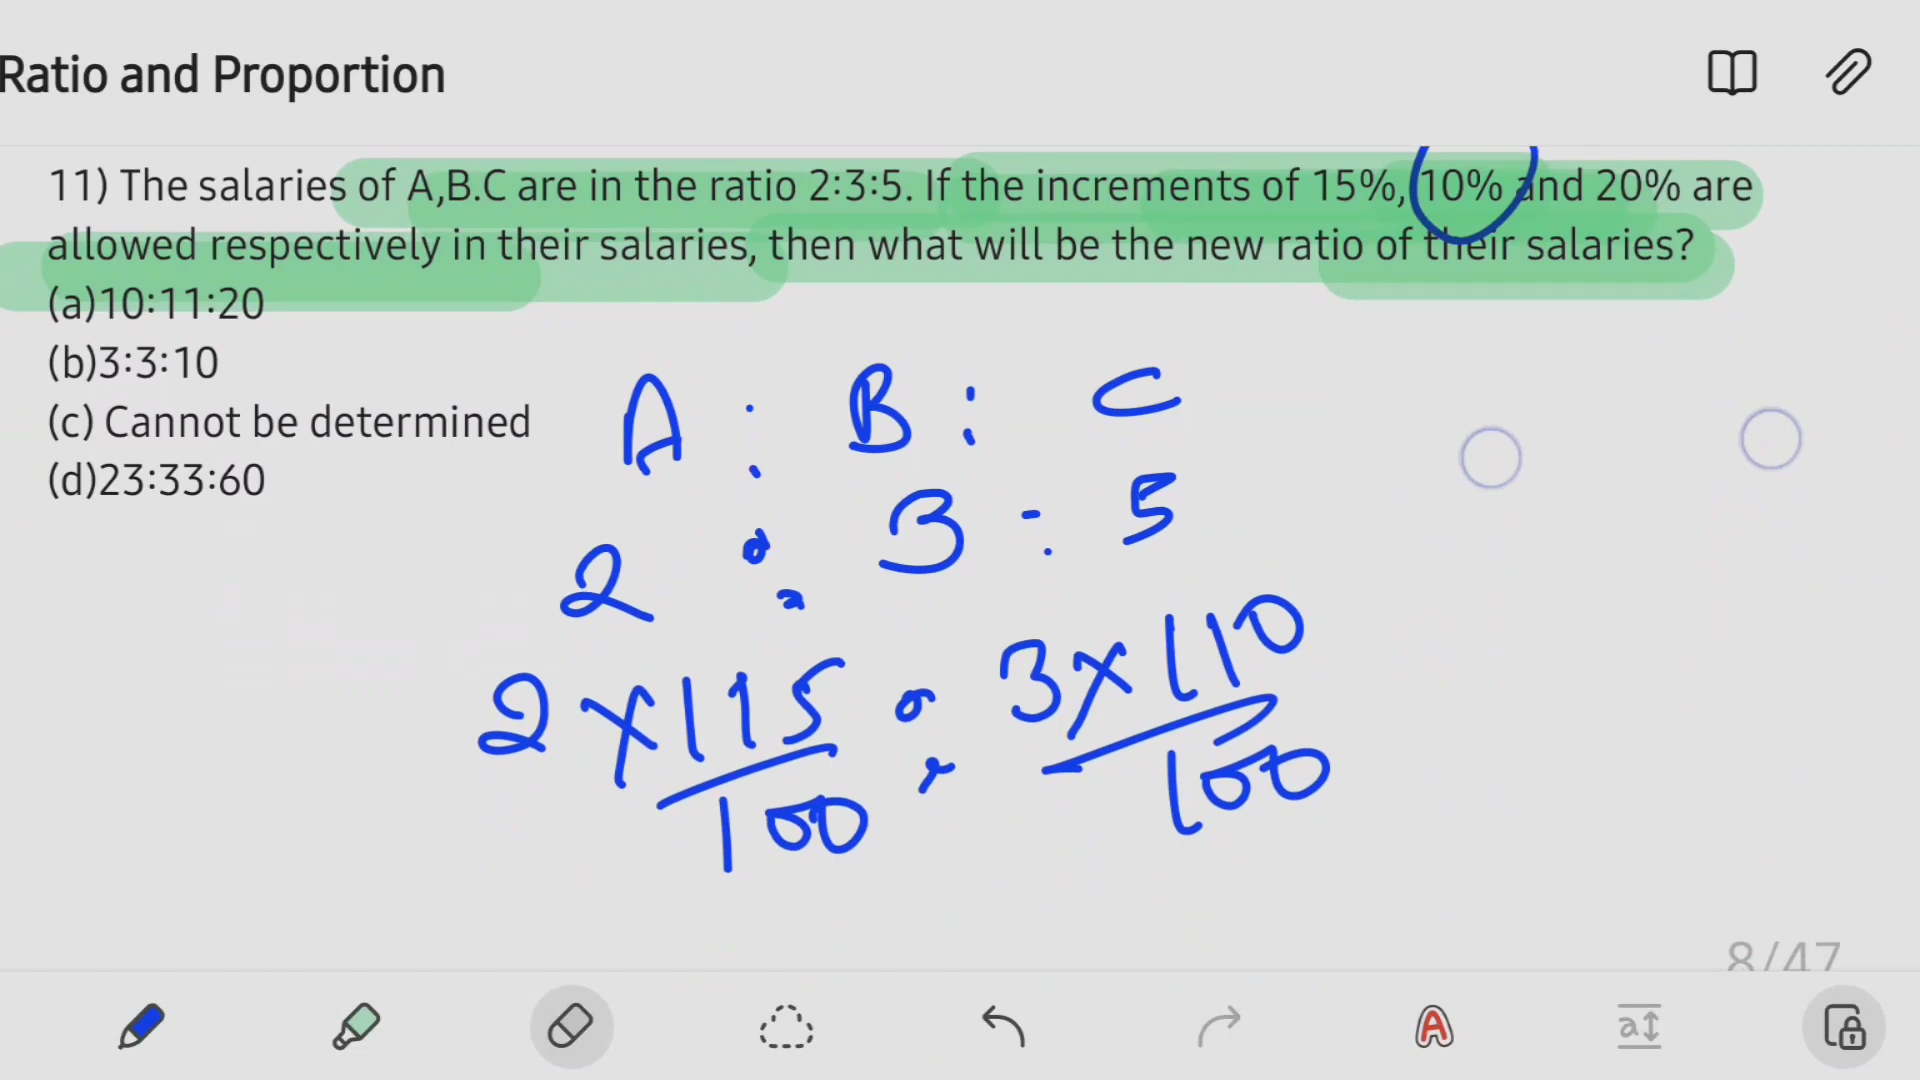 Ratio and Proportion
11) The salaries of A,B.C are in the ratio 2:3:5. If the increments of 15%, 10% and 20% are
allowed respectively in their salaries, then what will be the new ratio of their salaries?
(a)10:11:20
(b)3:3:10
(c) Cannot be determined
(d)23:33:60
A : B : C
2 : 3 : 5
2 × 115 : 3 × 110
100 100
8/47
A
a